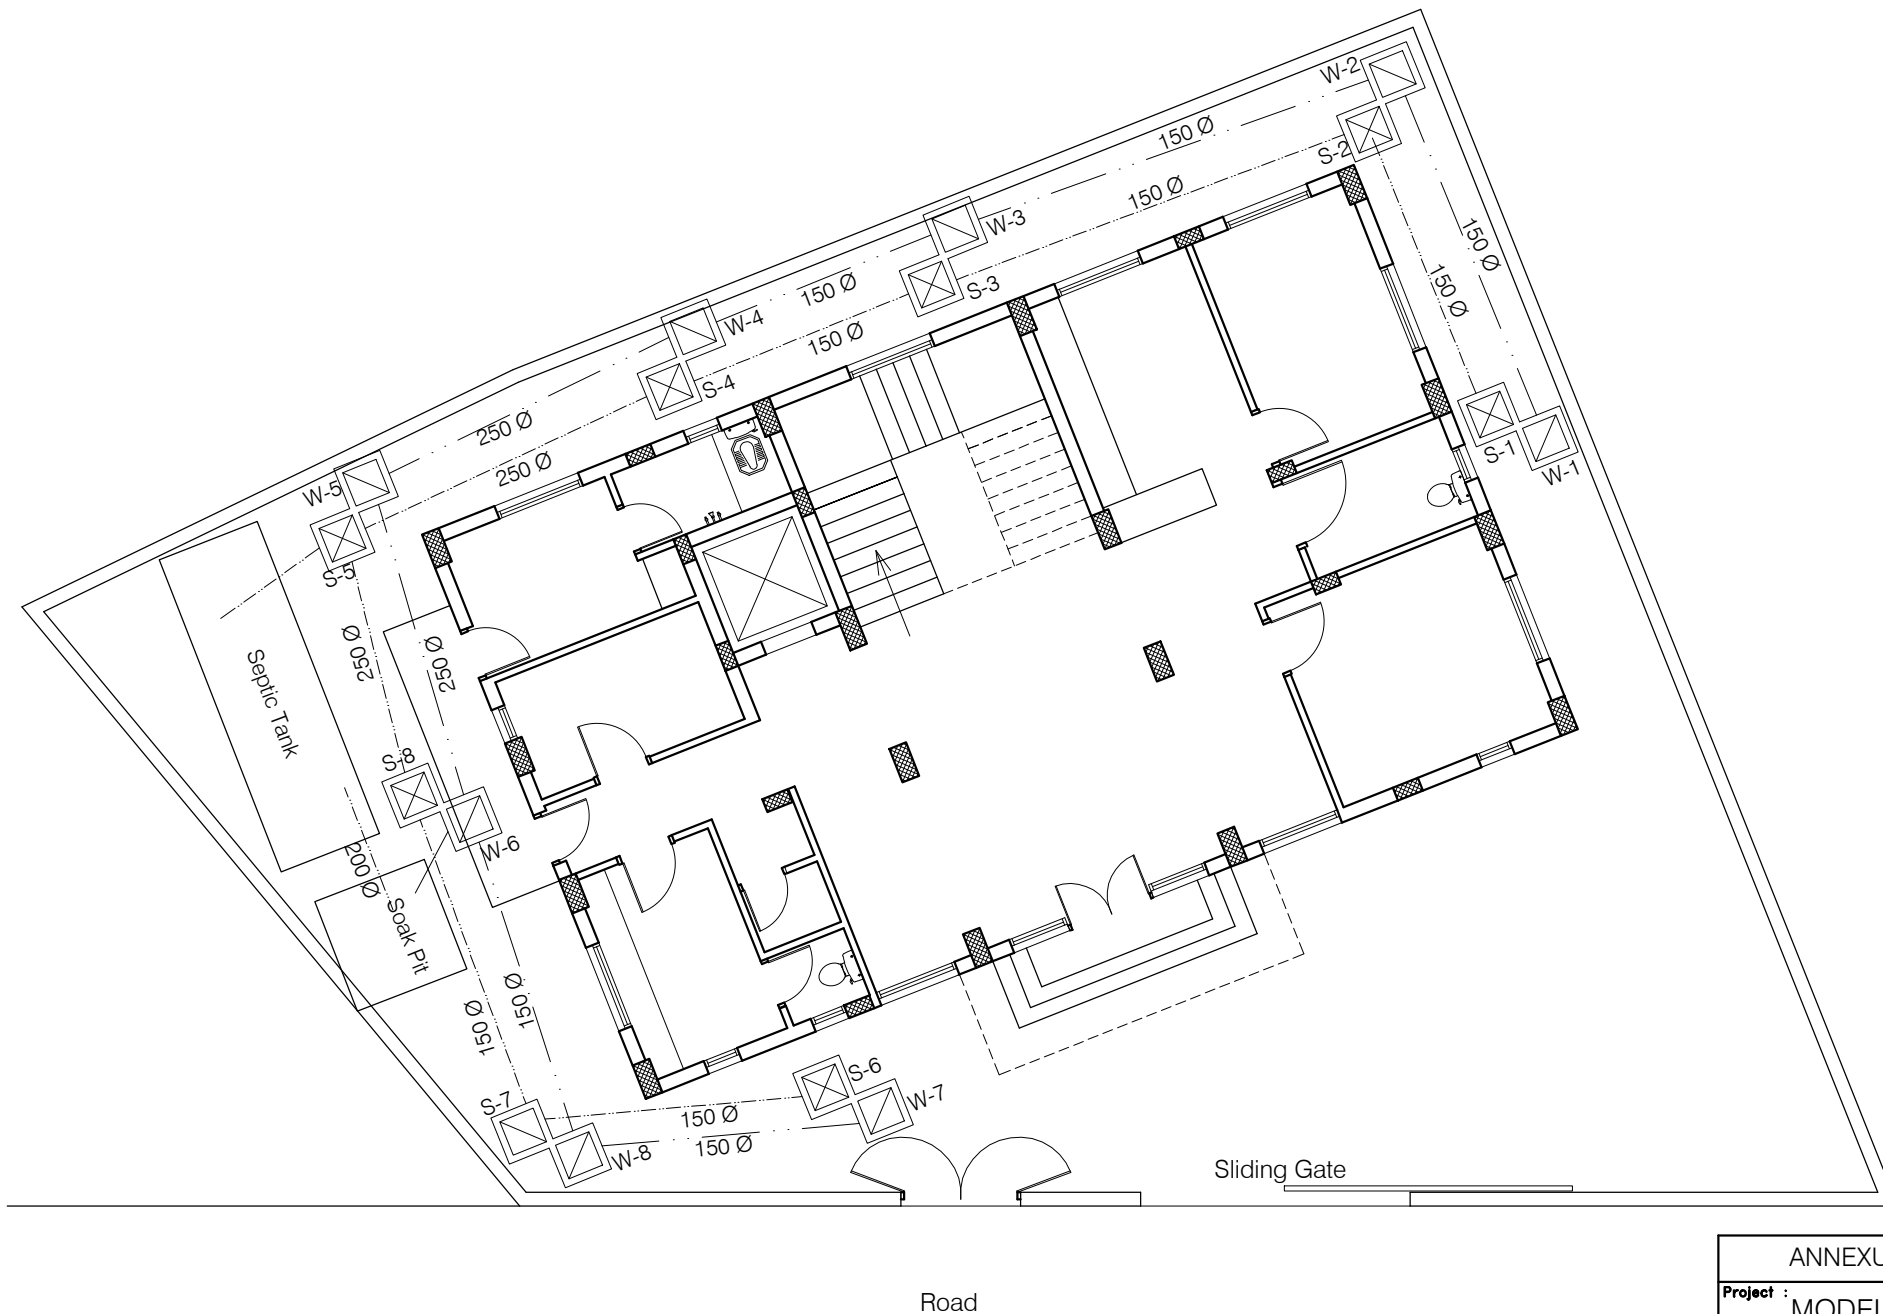 W-2
150 Ø
S-2
150 Ø
W-3
150 Ø
150 Ø
S-3
150 Ø
W-4
150 Ø
S-4
250 Ø
S-1
250 Ø
W-1
W-5
S-5
250 Ø
250 Ø
Septic Tank
S-8
W-6
200 Ø
Soak Pit
150 Ø
150 Ø
S-6
S-7
W-7
150 Ø
150 Ø
W-8
Sliding Gate
ANNEXU
Road
Project :
MODEL